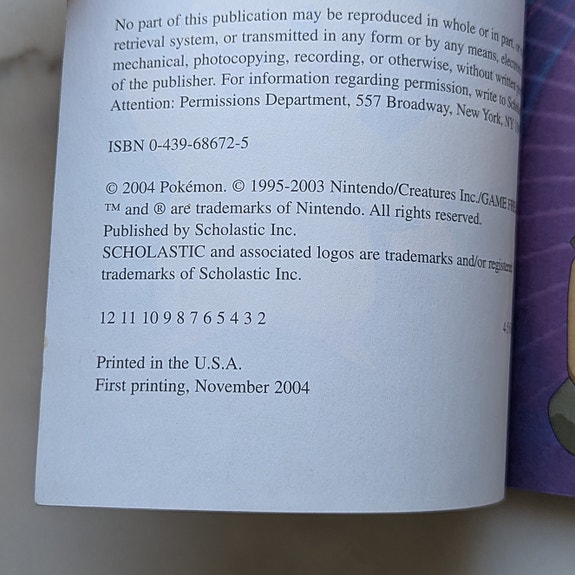 No part of this publication may be reproduced in whole or in part,
retrieval system, or transmitted in any form or by any means,
mechanical, photocopying, recording, or otherwise, without written
of the publisher. For information regarding permission, write to
Attention: Permissions Department, 557 Broadway, New York, NY
ISBN 0-439-68672-5
© 2004 Pokémon. © 1995-2003 Nintendo/Creatures Inc./GAME
TM and ® are trademarks of Nintendo. All rights reserved.
Published by Scholastic Inc.
SCHOLASTIC and associated logos are trademarks and/or
trademarks of Scholastic Inc.
12 11 10 9 8 7 6 5 4 3 2
Printed in the U.S.A.
First printing, November 2004